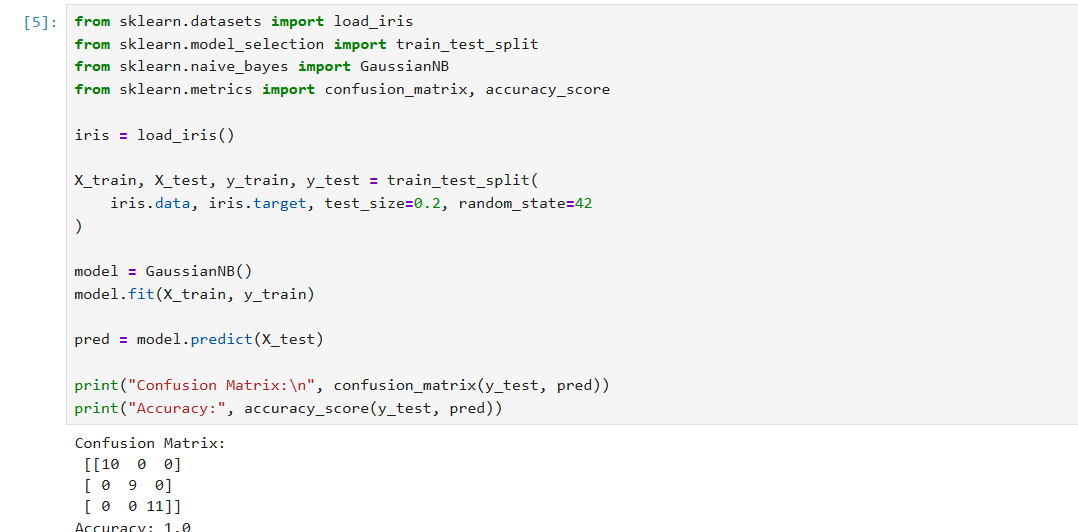 [5]: from sklearn.datasets import load_iris
from sklearn.model_selection import train_test_split
from sklearn.naive_bayes import GaussianNB
from sklearn.metrics import confusion_matrix, accuracy_score

iris = load_iris()

X_train, X_test, y_train, y_test = train_test_split(
    iris.data, iris.target, test_size=0.2, random_state=42
)

model = GaussianNB()
model.fit(X_train, y_train)

pred = model.predict(X_test)

print("Confusion Matrix:\n", confusion_matrix(y_test, pred))
print("Accuracy:", accuracy_score(y_test, pred))
Confusion Matrix:
 [[10  0  0]
 [ 0  9  0]
 [ 0  0 11]]
Accuracy: 1.0